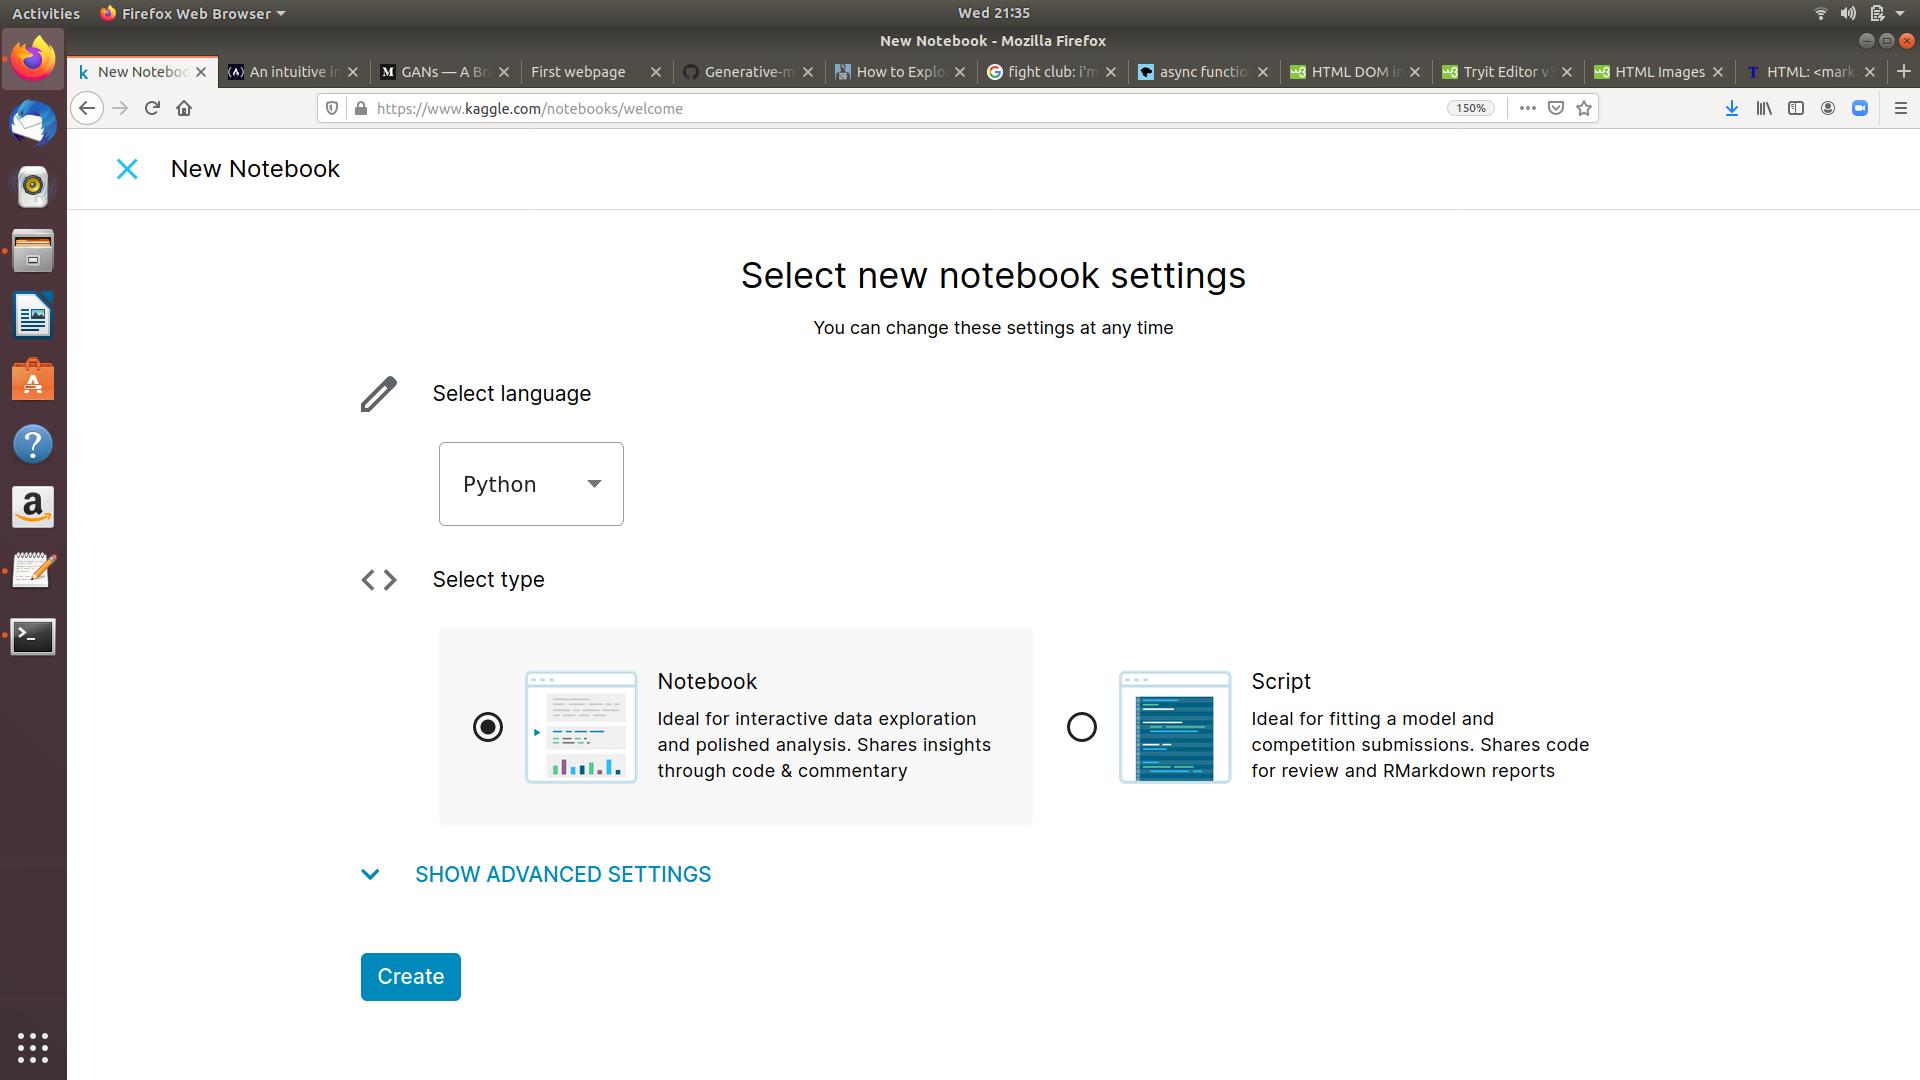 Activities
Firefox Web Browser
Wed 21:35
New Notebook - Mozilla Firefox
New Noteboo
An intuitive in
GANs — A Bri
First webpage
Generative-m
How to Explo
fight club: i'm
async functio
HTML DOM in
Tryit Editor v3
HTML Images
HTML: <mark
https://www.kaggle.com/notebooks/welcome
150%
New Notebook
Select new notebook settings
You can change these settings at any time
Select language
Python
Select type
Notebook
Ideal for interactive data exploration
and polished analysis. Shares insights
through code & commentary
Script
Ideal for fitting a model and
competition submissions. Shares code
for review and RMarkdown reports
SHOW ADVANCED SETTINGS
Create